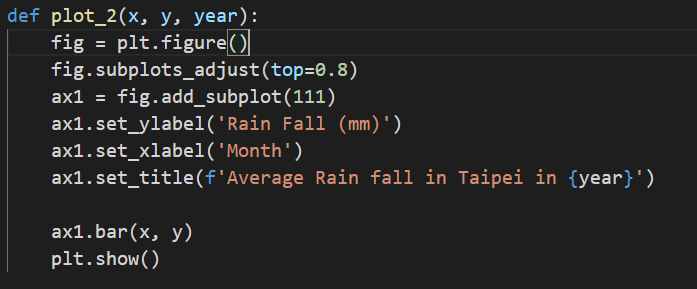 def plot_2(x, y, year):
    fig = plt.figure()
    fig.subplots_adjust(top=0.8)
    ax1 = fig.add_subplot(111)
    ax1.set_ylabel('Rain Fall (mm)')
    ax1.set_xlabel('Month')
    ax1.set_title(f'Average Rain fall in Taipei in {year}')
    ax1.bar(x, y)
    plt.show()